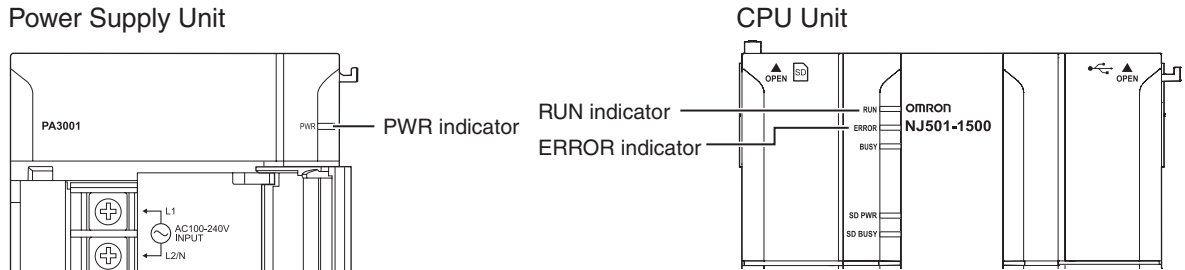 Power Supply Unit
PA3001
PWR
PWR indicator
L1
AC100-240V
INPUT
L2/N
CPU Unit
OPEN
SD
OPEN
RUN indicator
ERROR indicator
RUN
OMRON
ERROR
NJ501-1500
BUSY
SD PWR
SD BUSY